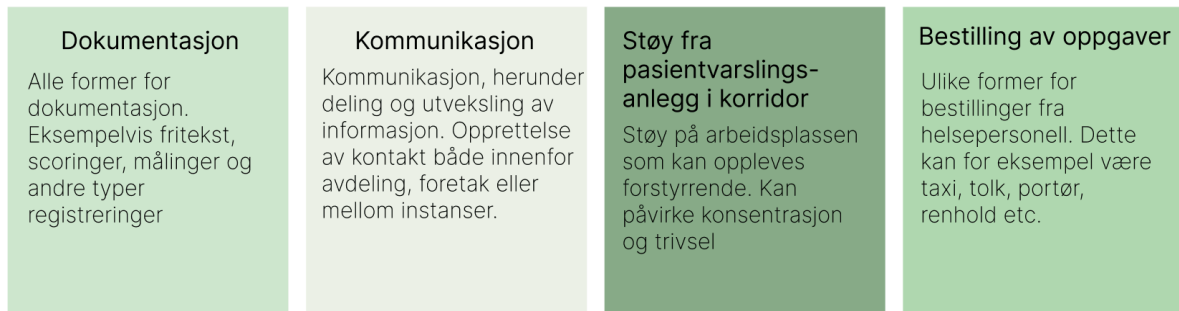 Dokumentasjon
Alle former for
dokumentasjon.
Eksempelvis fritekst,
scoringer, målinger og
andre typer
registreringer
Kommunikasjon
Kommunikasjon, herunder
deling og utveksling av
informasjon. Opprettelse
av kontakt både innenfor
avdeling, foretak eller
mellom instanser.
Støy fra
pasientvarslings-
anlegg i korridor
Støy på arbeidsplassen
som kan oppleves
forstyrrende. Kan
påvirke konsentrasjon
og trivsel
Bestilling av oppgaver
Ulike former for
bestillinger fra
helsepersonell. Dette
kan for eksempel være
taxi, tolk, portør,
renhold etc.